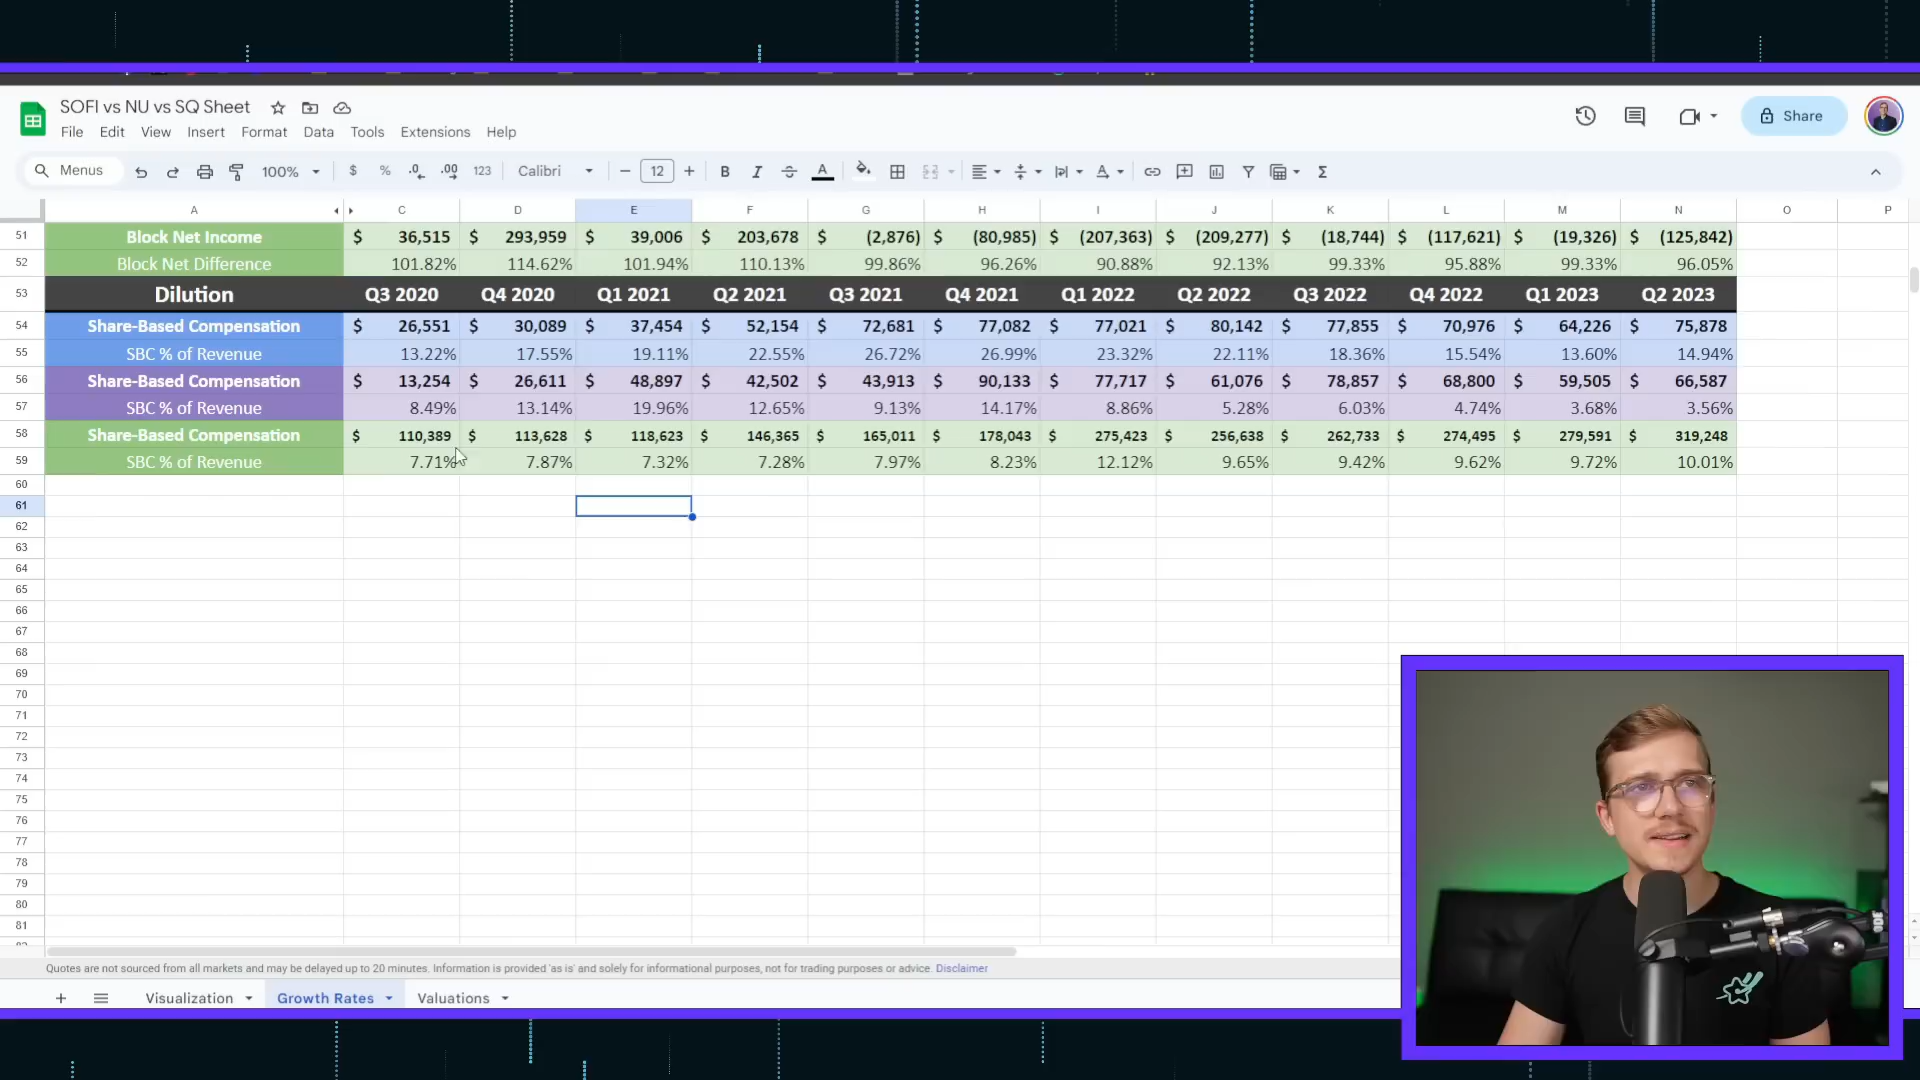 SOFI vs NU vs SQ Sheet
File Edit View Insert Format Data Tools Extensions Help
Share
Menus 100% $ % .0 .00 123 Calibri 12 B I A
A C D E F G H I J K L M N O P
51 Block Net Income $ 36,515 $ 293,959 $ 39,006 $ 203,678 $ (2,876) $ (80,985) $ (207,363) $ (209,277) $ (18,744) $ (117,621) $ (19,326) $ (125,842)
52 Block Net Difference 101.82% 114.62% 101.94% 110.13% 99.86% 96.26% 90.88% 92.13% 99.33% 95.88% 99.33% 96.05%
53 Dilution Q3 2020 Q4 2020 Q1 2021 Q2 2021 Q3 2021 Q4 2021 Q1 2022 Q2 2022 Q3 2022 Q4 2022 Q1 2023 Q2 2023
54 Share-Based Compensation $ 26,551 $ 30,089 $ 37,454 $ 52,154 $ 72,681 $ 77,082 $ 77,021 $ 80,142 $ 77,855 $ 70,976 $ 64,226 $ 75,878
55 SBC % of Revenue 13.22% 17.55% 19.11% 22.55% 26.72% 26.99% 23.32% 22.11% 18.36% 15.54% 13.60% 14.94%
56 Share-Based Compensation $ 13,254 $ 26,611 $ 48,897 $ 42,502 $ 43,913 $ 90,133 $ 77,717 $ 61,076 $ 78,857 $ 68,800 $ 59,505 $ 66,587
57 SBC % of Revenue 8.49% 13.14% 19.96% 12.65% 9.13% 14.17% 8.86% 5.28% 6.03% 4.74% 3.68% 3.56%
58 Share-Based Compensation $ 110,389 $ 113,628 $ 118,623 $ 146,365 $ 165,011 $ 178,043 $ 275,423 $ 256,638 $ 262,733 $ 274,495 $ 279,591 $ 319,248
59 SBC % of Revenue 7.71% 7.87% 7.32% 7.28% 7.97% 8.23% 12.12% 9.65% 9.42% 9.62% 9.72% 10.01%
60
61
62
63
64
65
66
67
68
69
70
71
72
73
74
75
76
77
78
79
80
81
Quotes are not sourced from all markets and may be delayed up to 20 minutes. Information is provided 'as is' and solely for informational purposes, not for trading purposes or advice. Disclaimer
Visualization Growth Rates Valuations